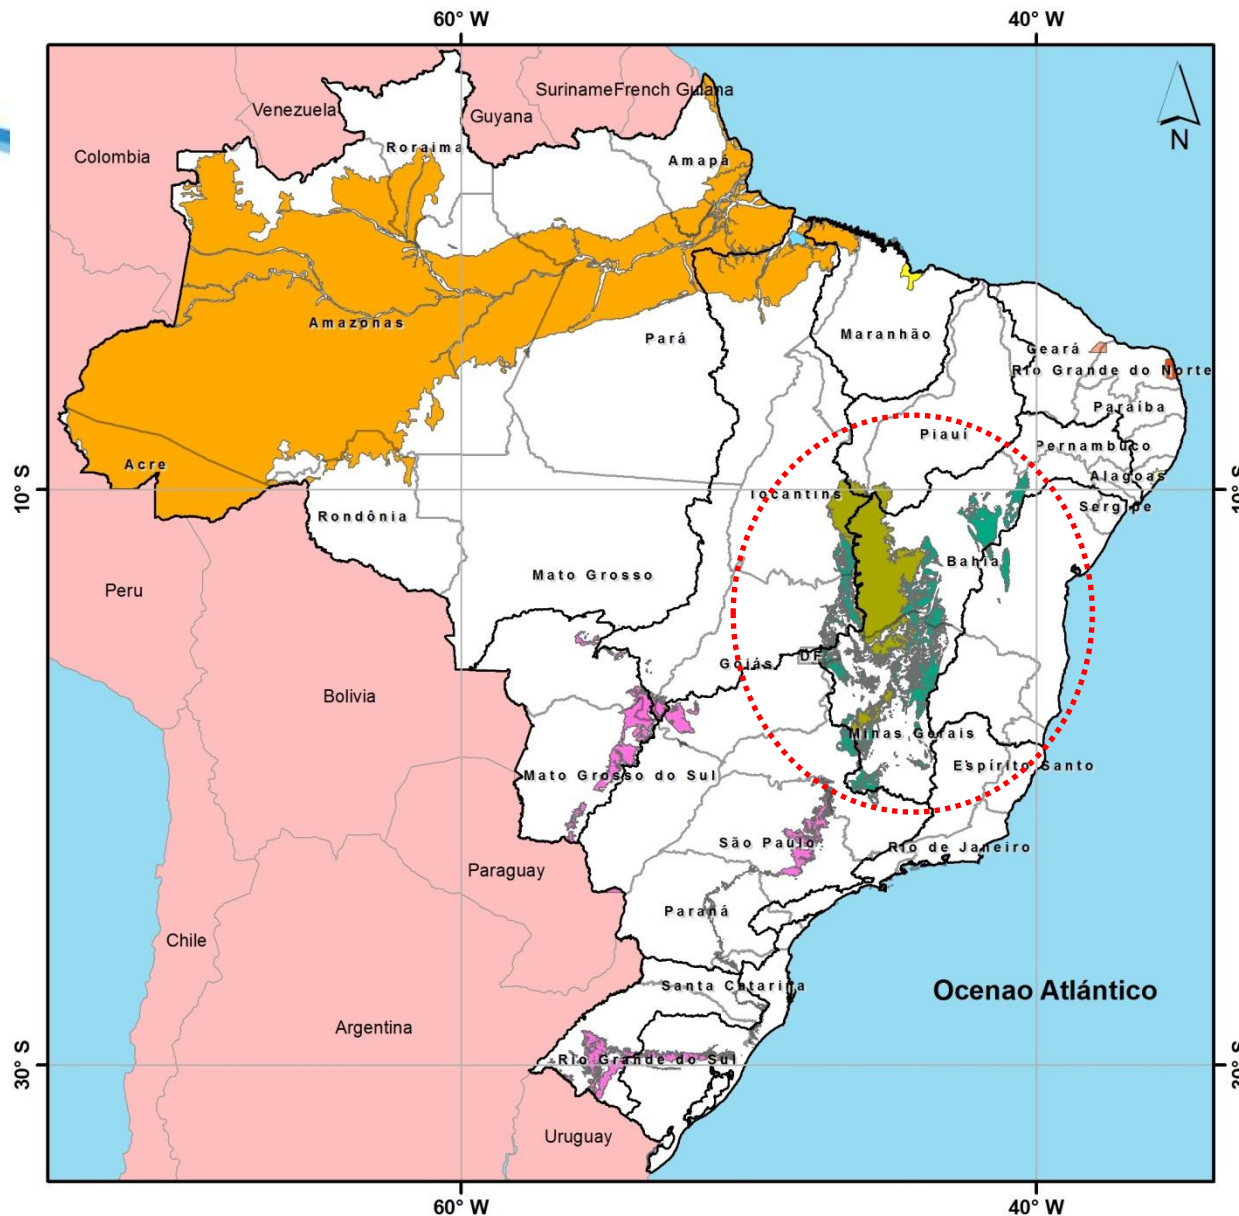 60° W 40° W
Suriname French Guiana
Venezuela
Guyana
N
Colombia
Roraima
Amapá
Amazonas
Pará
Maranhão
Geará
Rio Grande do Norte
Paraíba
Piauí
Pernambuco
Acre
Alagoas
10° S
Tocantins
Sergipe
Rondônia
Bahia
Mato Grosso
Peru
DF
Goiás
Bolivia
Minas Gerais
Espírito Santo
Mato Grosso do Sul
São Paulo
Rio de Janeiro
Paraguay
Paraná
Chile
Santa Catarina
Ocenao Atlántico
Argentina
Rio Grande do Sul
30° S
Uruguay
60° W 40° W